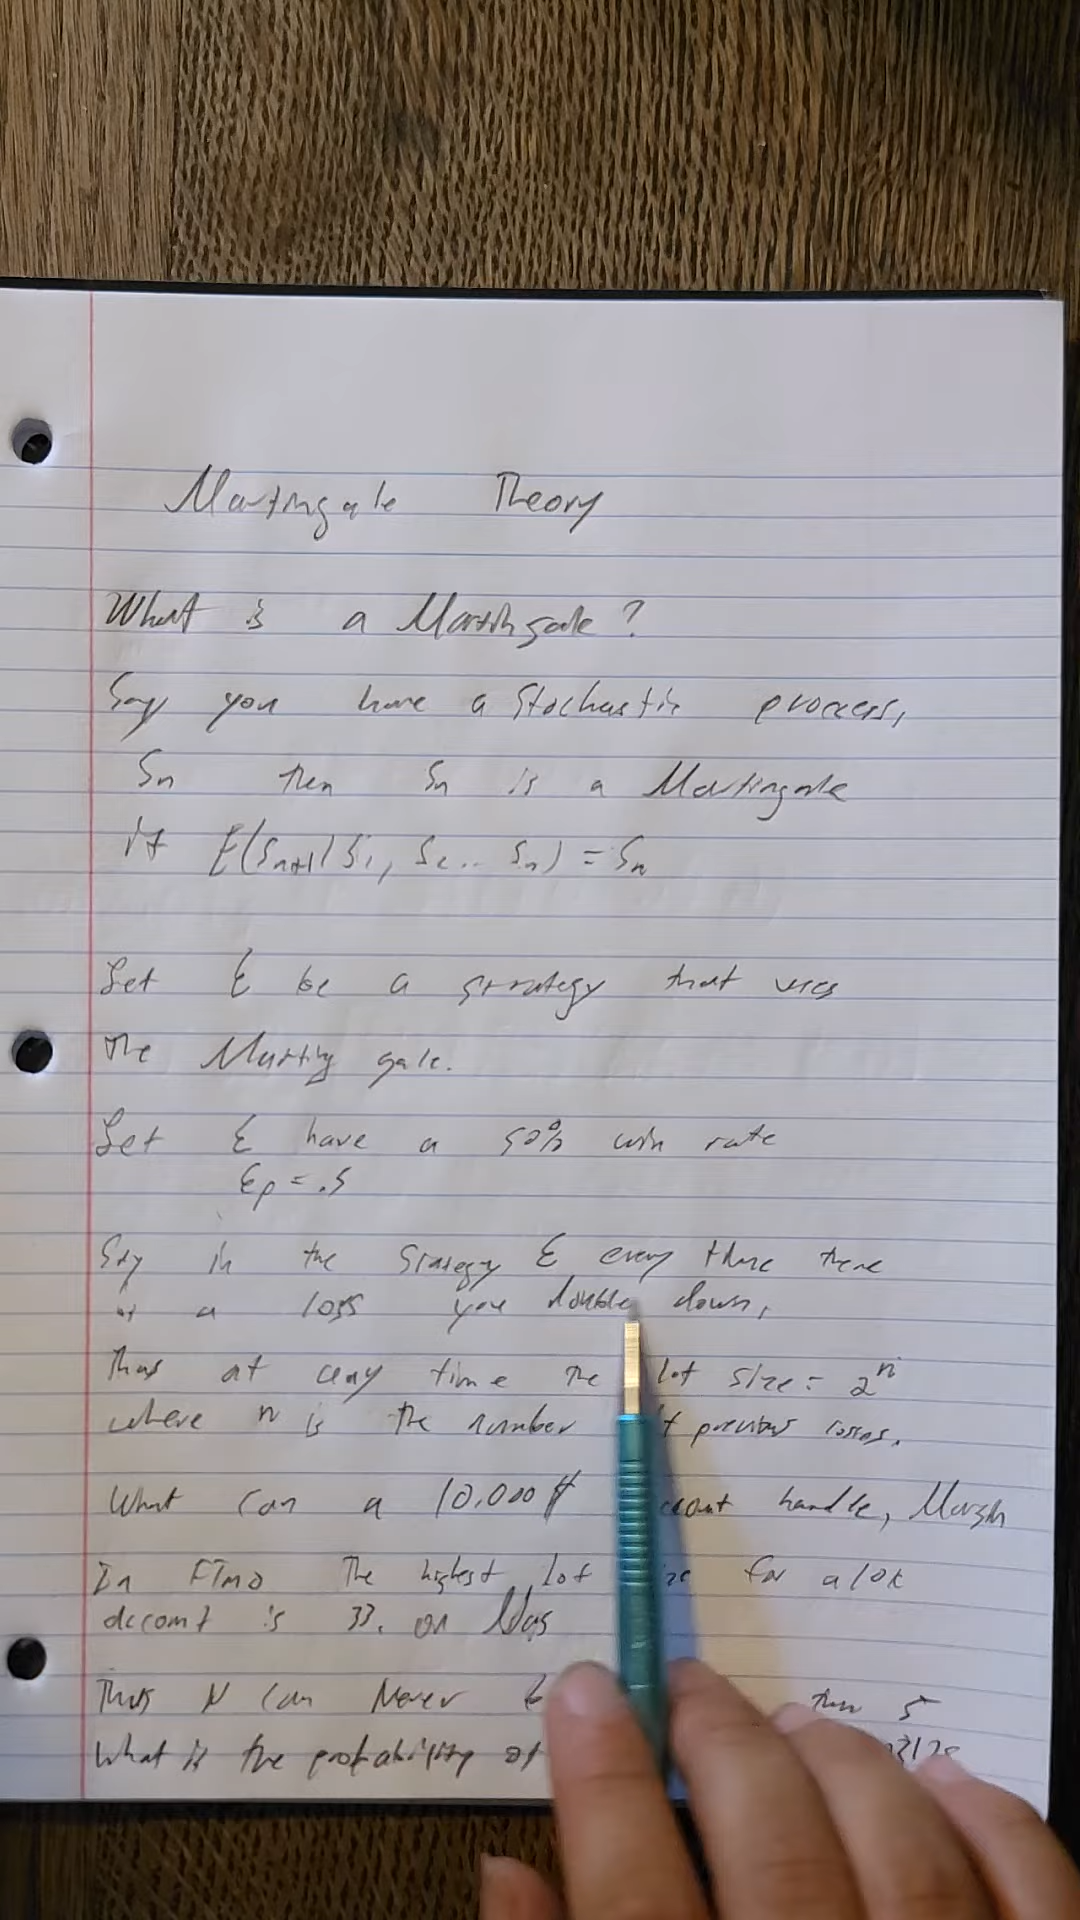 Martingale Theory
What is a Martingale?
Say you have a Stochastic process,
Sn then Sn is a Martingale
if E(Sn+1 | S1, S2 ... Sn) = Sn
Let Ɛ be a strategy that uses
the Martingale.
Let Ɛ have a 50% win rate
Ɛp = .5
Say in the Strategy Ɛ every time there
is a loss you double down,
Thus at any time the lot size = 2^n
where n is the number of previous losses.
What can a 10,000$ handle, Margin
In FTMO The highest lot for a 10k
account is 33. on Nas
Thus N can Never than 5
What is the probability of